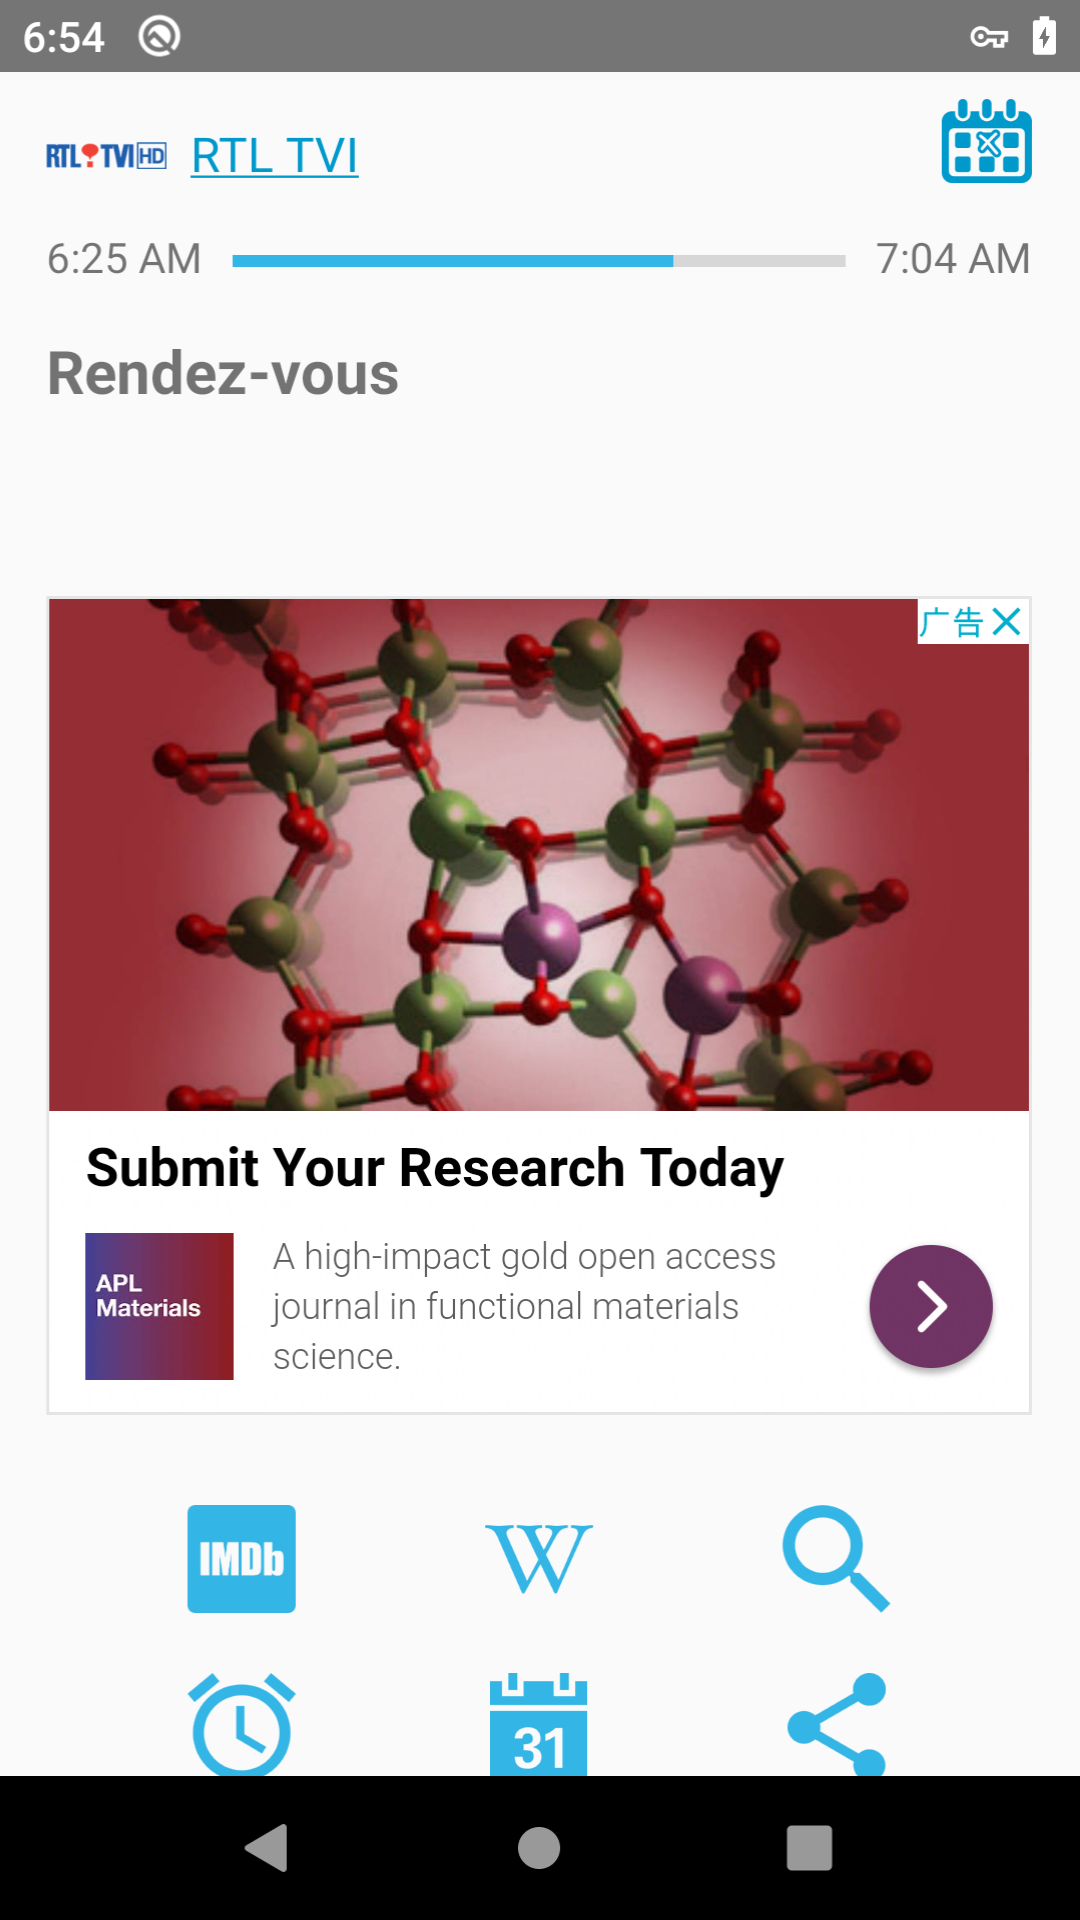 6:54
RTL TVI HD RTL TVI
6:25 AM 7:04 AM
Rendez-vous
广告
Submit Your Research Today
APL
Materials
A high-impact gold open access
journal in functional materials
science.
IMDb W
31